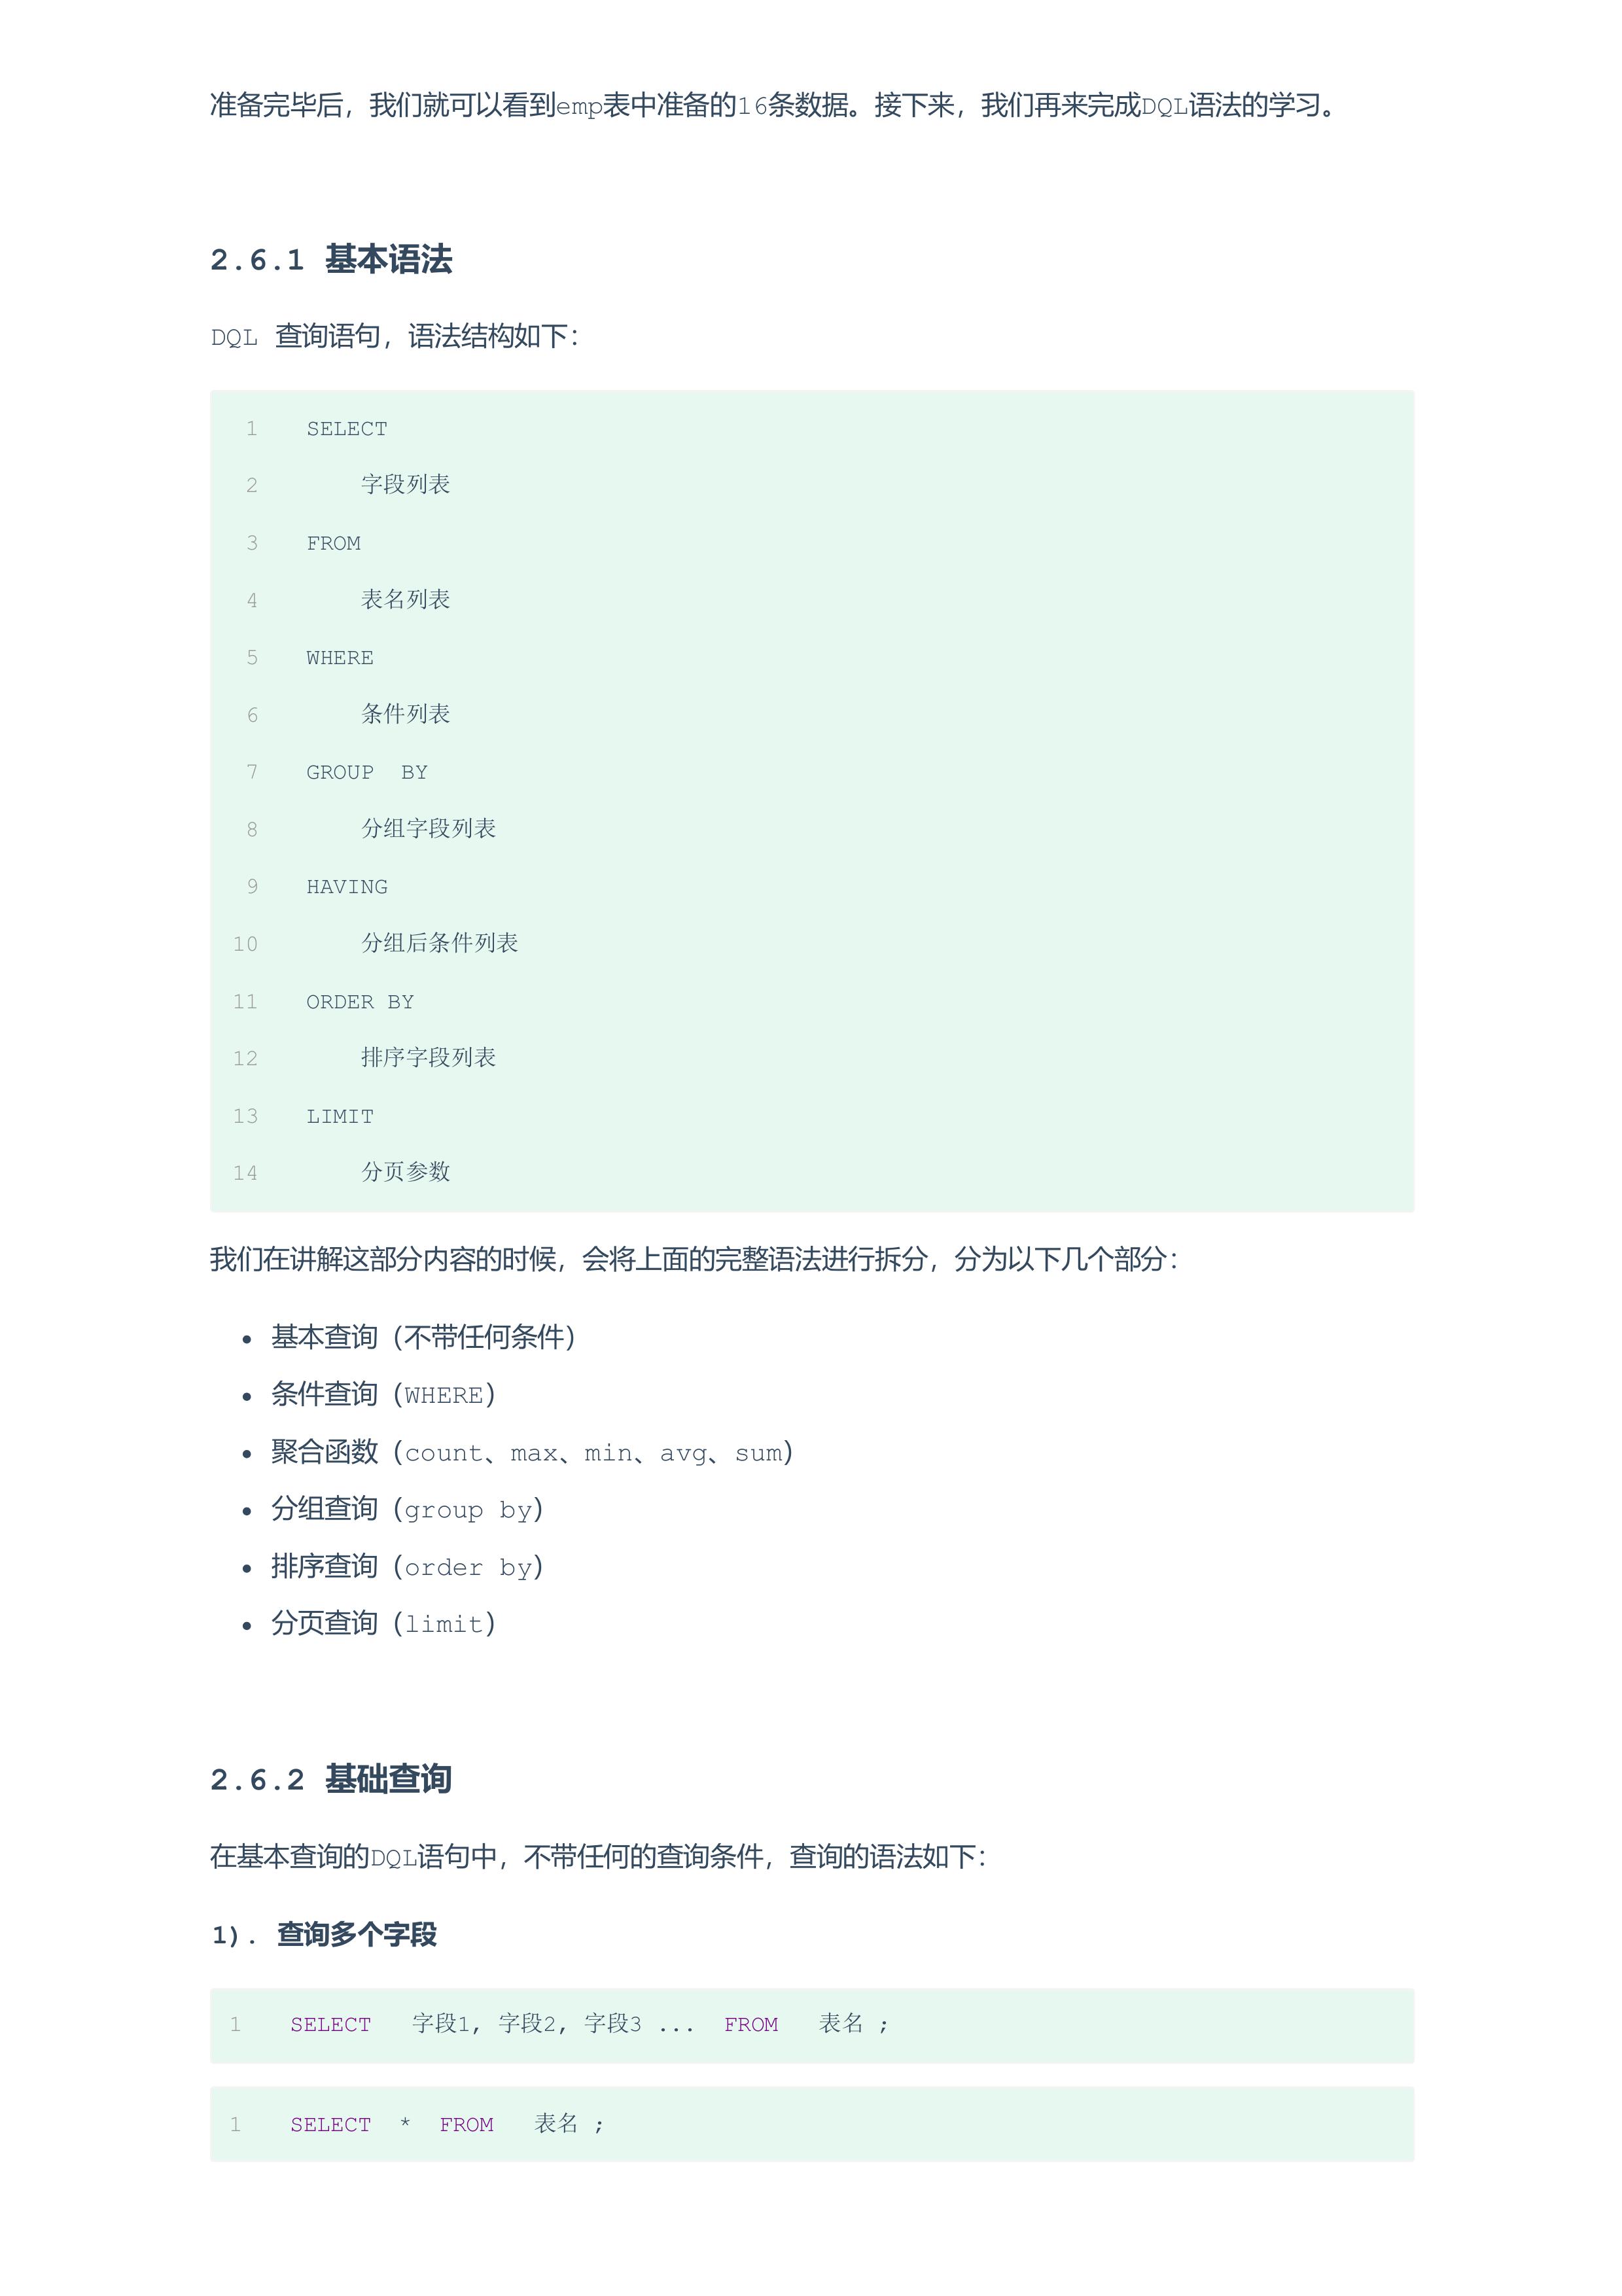 准备完毕后，我们就可以看到emp表中准备的16条数据。接下来，我们再来完成DQL语法的学习。
2.6.1 基本语法
DQL 查询语句，语法结构如下：
1 SELECT
2 字段列表
3 FROM
4 表名列表
5 WHERE
6 条件列表
7 GROUP  BY
8 分组字段列表
9 HAVING
10 分组后条件列表
11 ORDER BY
12 排序字段列表
13 LIMIT
14 分页参数
我们在讲解这部分内容的时候，会将上面的完整语法进行拆分，分为以下几个部分：
• 基本查询（不带任何条件）
• 条件查询（WHERE）
• 聚合函数（count、max、min、avg、sum）
• 分组查询（group by）
• 排序查询（order by）
• 分页查询（limit）
2.6.2 基础查询
在基本查询的DQL语句中，不带任何的查询条件，查询的语法如下：
1). 查询多个字段
1 SELECT   字段1, 字段2, 字段3 ...  FROM   表名 ;
1 SELECT  *  FROM   表名 ;